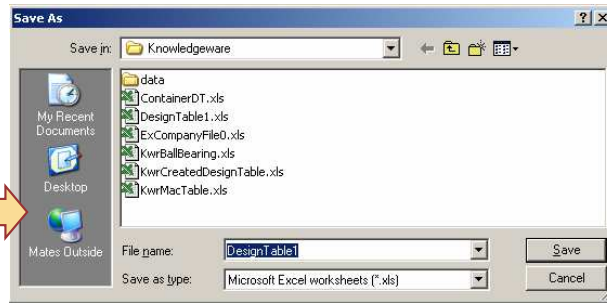 Save As
Save in: Knowledgeware
data
ContainerDT.xls
DesignTable1.xls
ExCompanyFile0.xls
KwrBallBearing.xls
KwrCreatedDesignTable.xls
KwrMacTable.xls
My Recent
Documents
Desktop
Mates Outside
File name: DesignTable1 Save
Save as type: Microsoft Excel worksheets (*.xls) Cancel